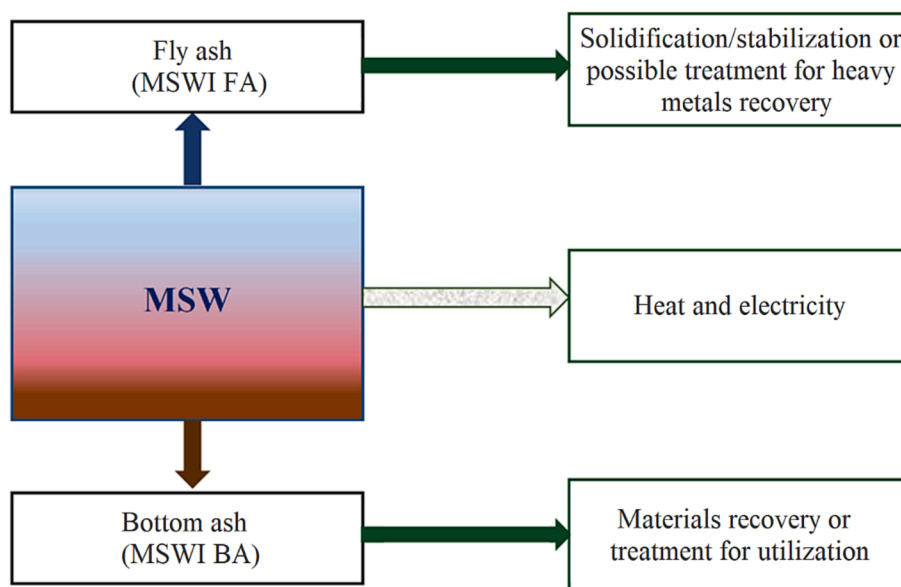 Fly ash
(MSWI FA)
Solidification/stabilization or
possible treatment for heavy
metals recovery
MSW
Heat and electricity
Bottom ash
(MSWI BA)
Materials recovery or
treatment for utilization